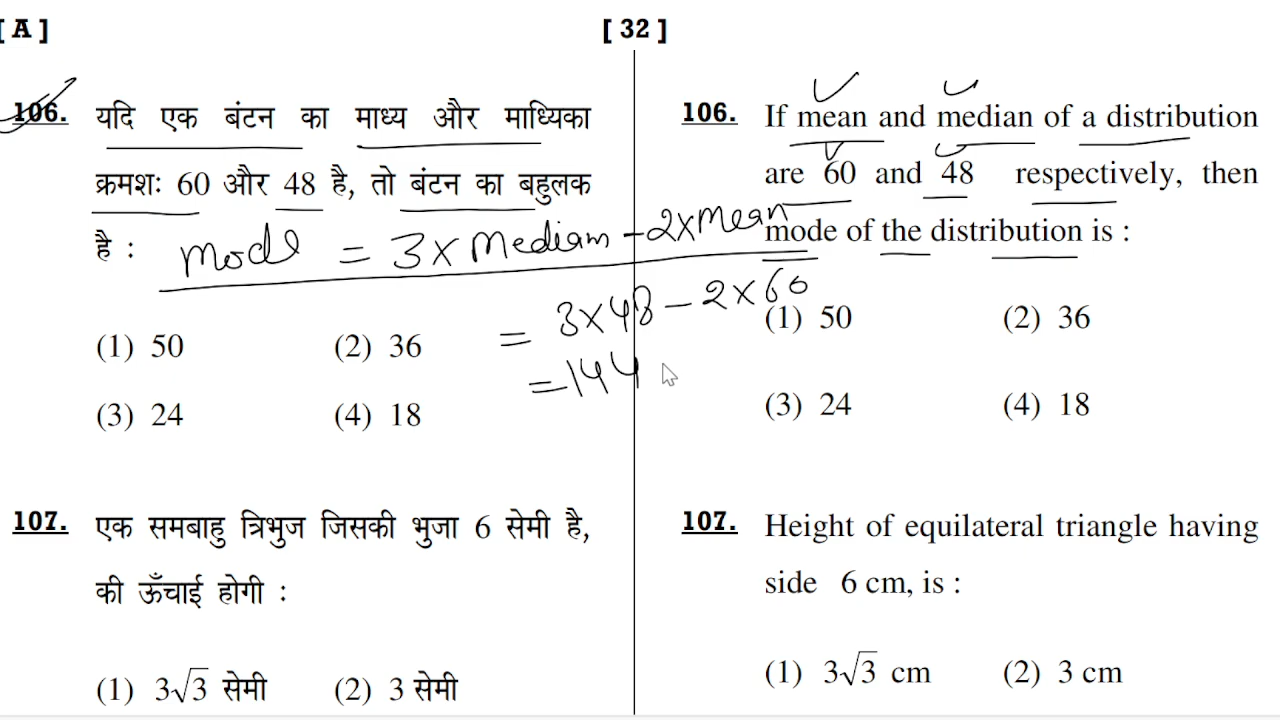 [ A ]
[ 32 ]
106. यदि एक बंटन का माध्य और माध्यिका
क्रमशः 60 और 48 है, तो बंटन का बहुलक
है :
(1) 50 (2) 36
(3) 24 (4) 18
107. एक समबाहु त्रिभुज जिसकी भुजा 6 सेमी है,
की ऊँचाई होगी :
(1) 3√3 सेमी (2) 3 सेमी
106. If mean and median of a distribution
are 60 and 48 respectively, then
mode of the distribution is :
(1) 50 (2) 36
(3) 24 (4) 18
107. Height of equilateral triangle having
side 6 cm, is :
(1) 3√3 cm (2) 3 cm
mode = 3 × Median – 2 × Mean
= 3 × 48 – 2 × 60
= 144